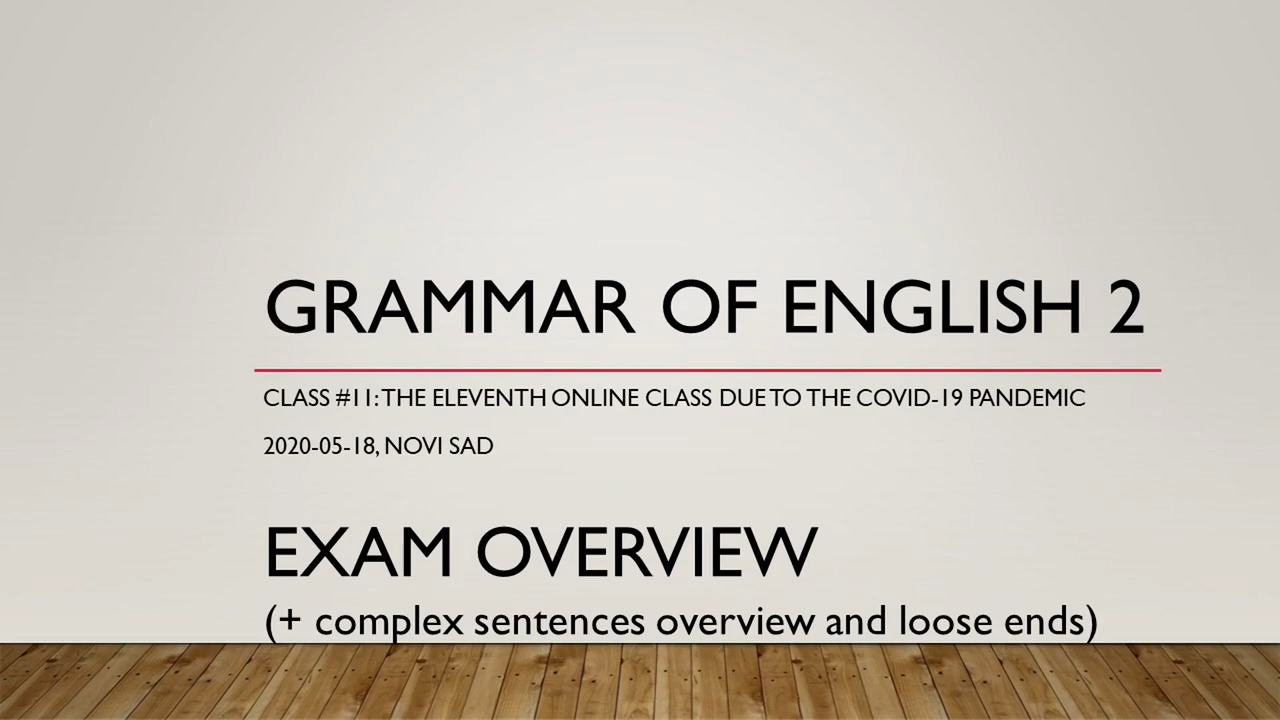 GRAMMAR OF ENGLISH 2
CLASS #11: THE ELEVENTH ONLINE CLASS DUE TO THE COVID-19 PANDEMIC
2020-05-18, NOVI SAD
EXAM OVERVIEW
(+ complex sentences overview and loose ends)